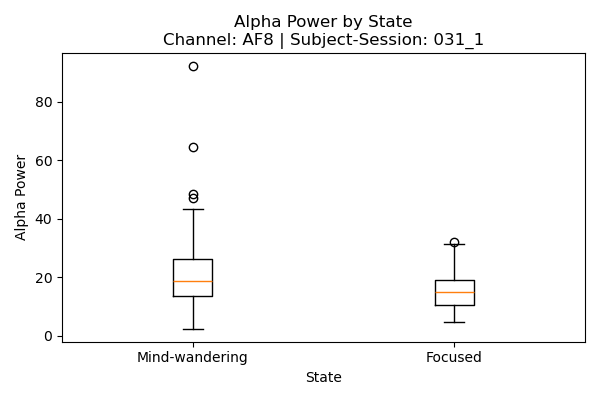 Alpha Power by State
Channel: AF8 | Subject-Session: 031_1
Alpha Power
80
60
40
20
0
Mind-wandering
Focused
State